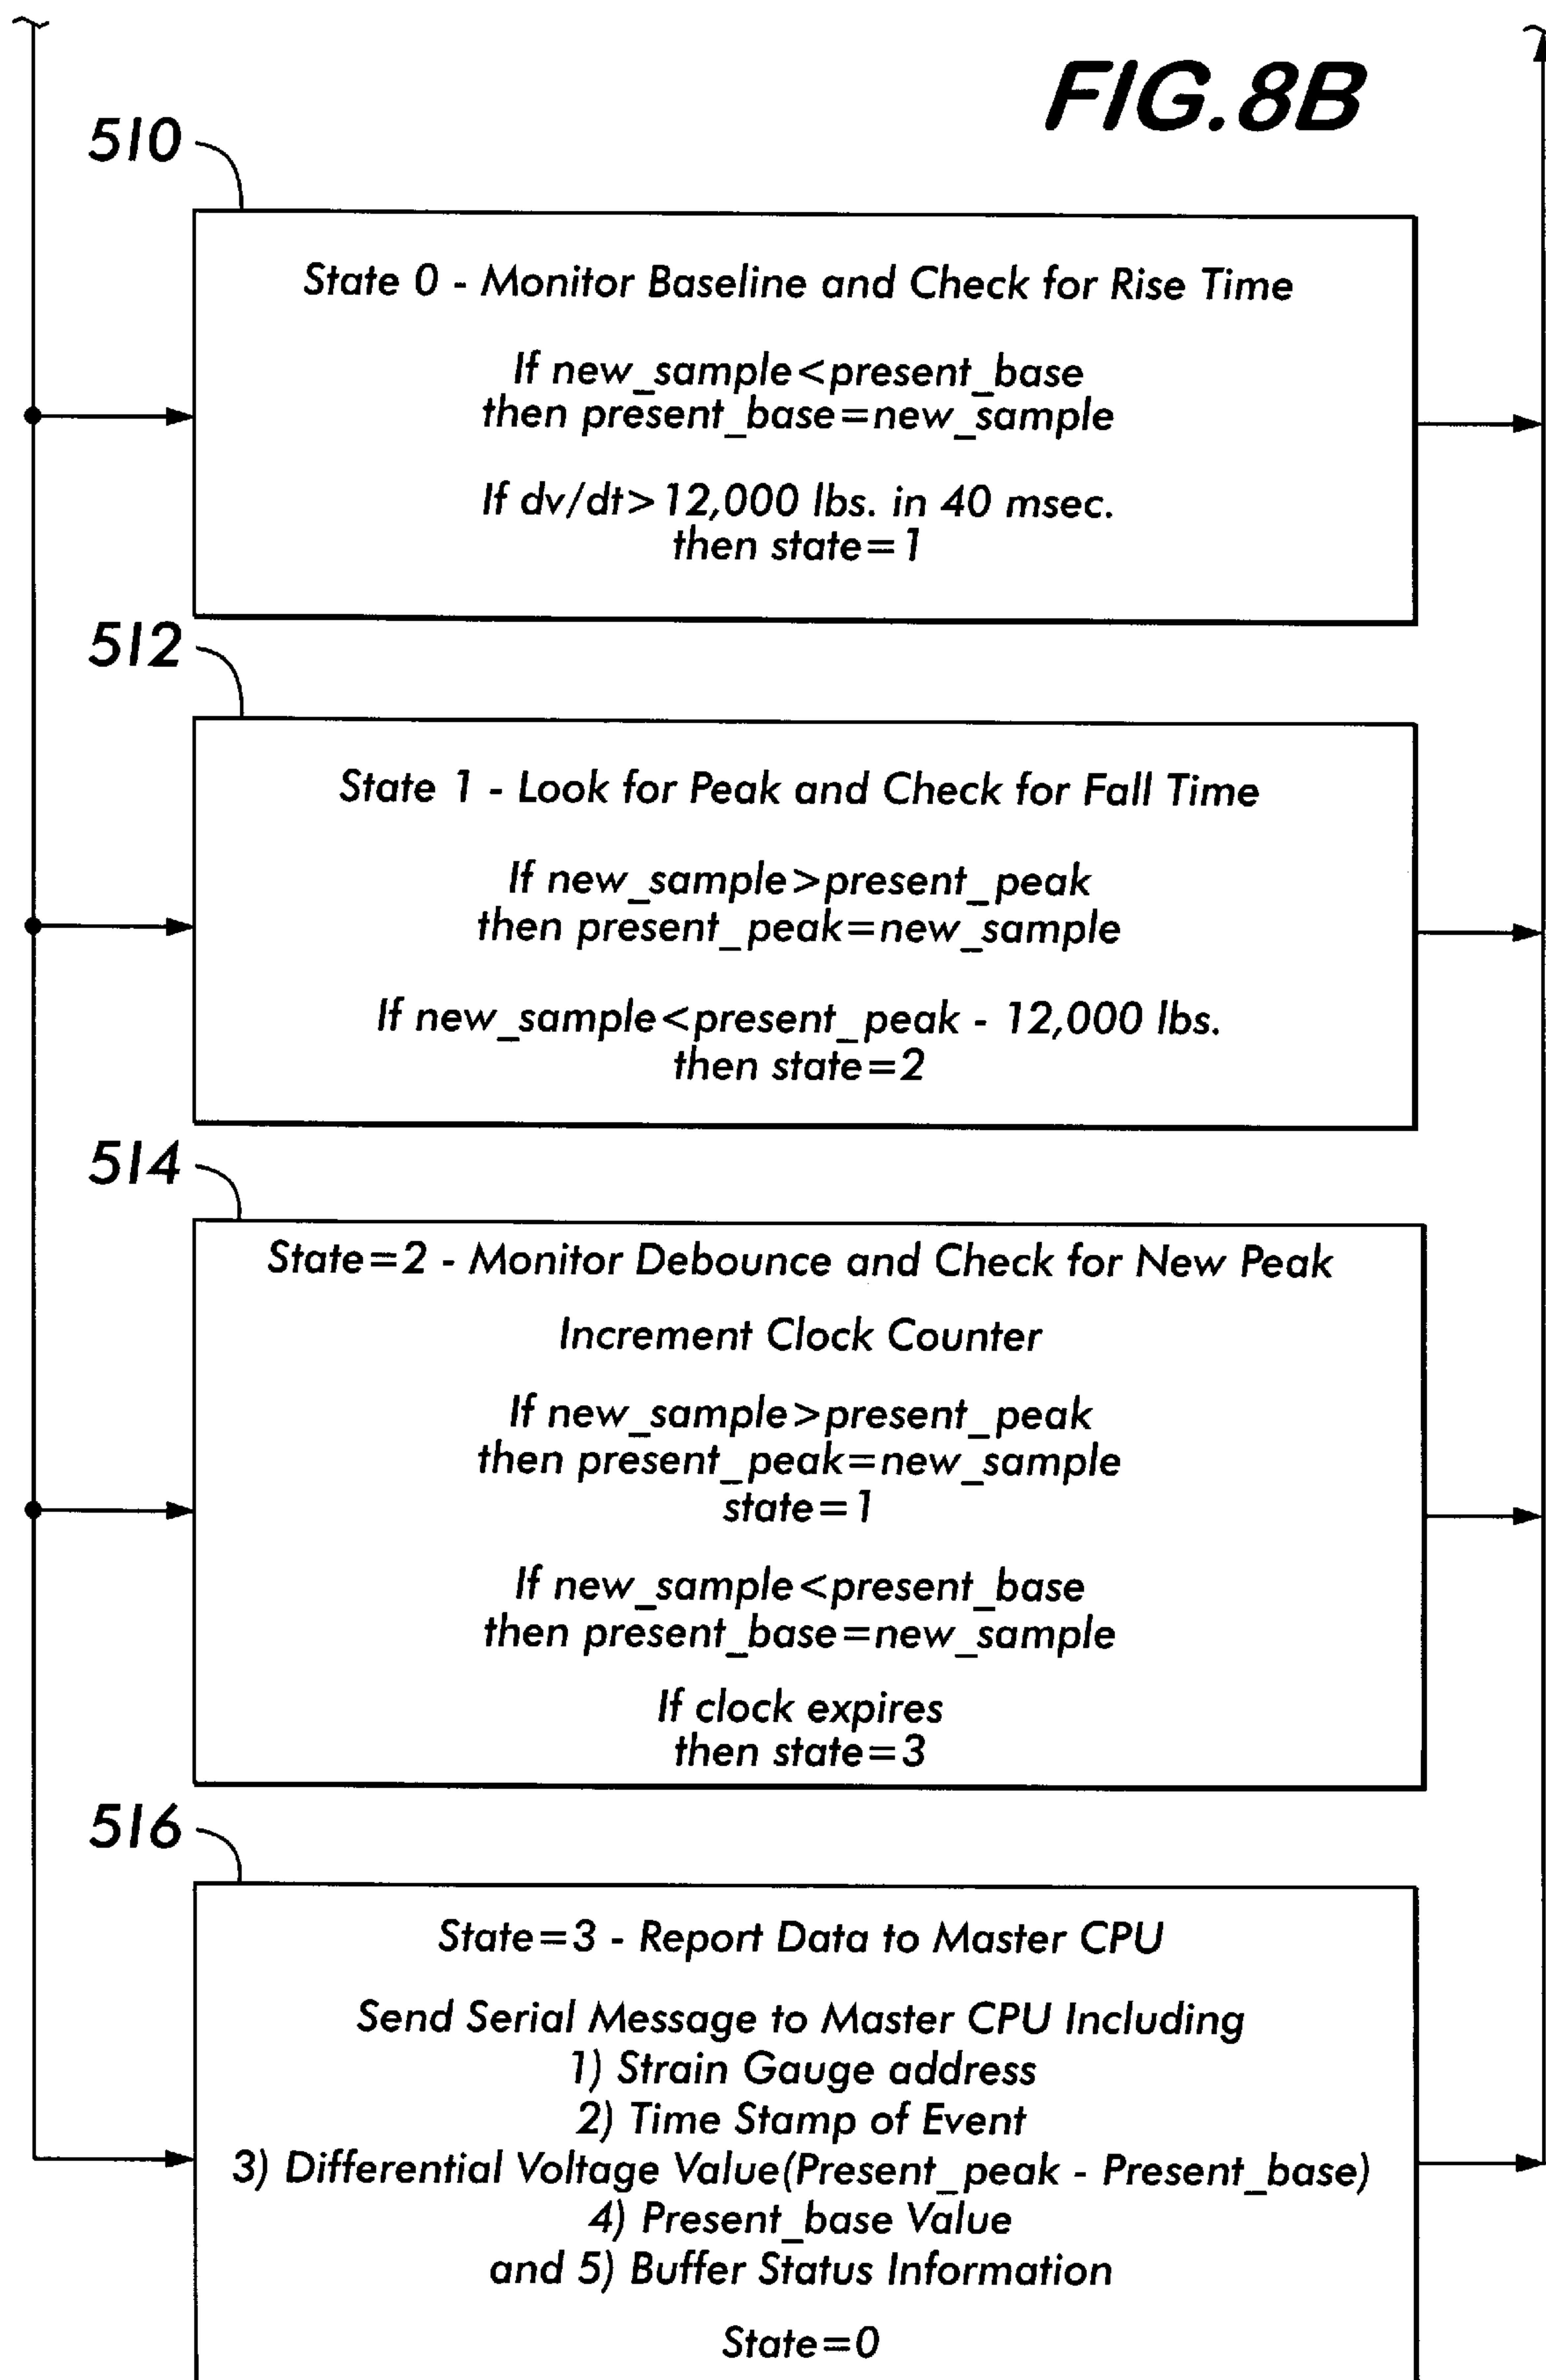 FIG.8B
510
State 0 - Monitor Baseline and Check for Rise Time
If new_sample<present_base
then present_base=new_sample
If dv/dt>12,000 lbs. in 40 msec.
then state=1
512
State 1 - Look for Peak and Check for Fall Time
If new_sample>present_peak
then present_peak=new_sample
If new_sample<present_peak - 12,000 lbs.
then state=2
514
State=2 - Monitor Debounce and Check for New Peak
Increment Clock Counter
If new_sample>present_peak
then present_peak=new_sample
state=1
If new_sample<present_base
then present_base=new_sample
If clock expires
then state=3
516
State=3 - Report Data to Master CPU
Send Serial Message to Master CPU Including
1) Strain Gauge address
2) Time Stamp of Event
3) Differential Voltage Value(Present_peak - Present_base)
4) Present_base Value
and 5) Buffer Status Information
State=0